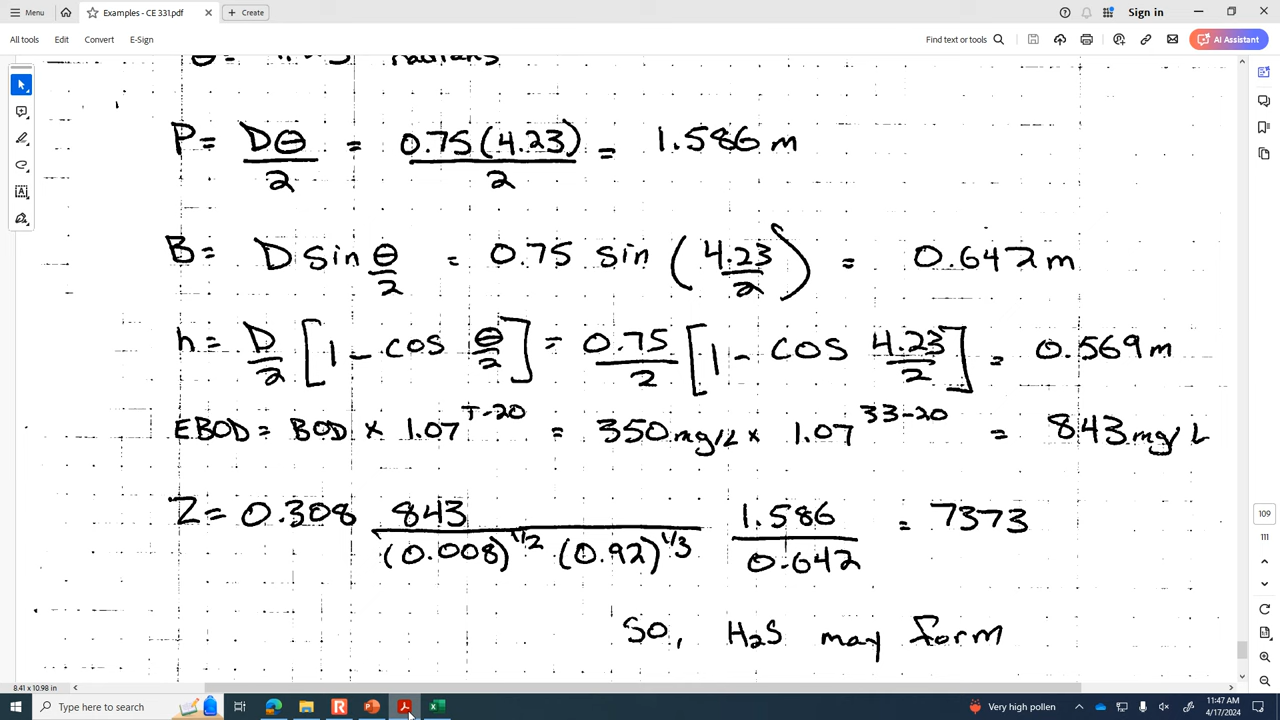 Menu
Examples - CE 331.pdf
Create
Sign in
All tools
Edit
Convert
E-Sign
Find text or tools
AI Assistant
radians
P = Dθ/2 = 0.75(4.23)/2 = 1.586 m
B = D sin θ/2 = 0.75 sin (4.23/2) = 0.642 m
h = D/2 [1 - cos θ/2] = 0.75/2 [1 - cos 4.23/2] = 0.569 m
EBOD = BOD × 1.07^T-20 = 350 mg/L × 1.07^33-20 = 843 mg/L
Z = 0.308 843/(0.008)^1/2 (0.92)^1/3 1.586/0.642 = 7373
So, H₂S may form
109
111
8.41 x 10.98 in
Type here to search
Very high pollen
11:47 AM
4/17/2024